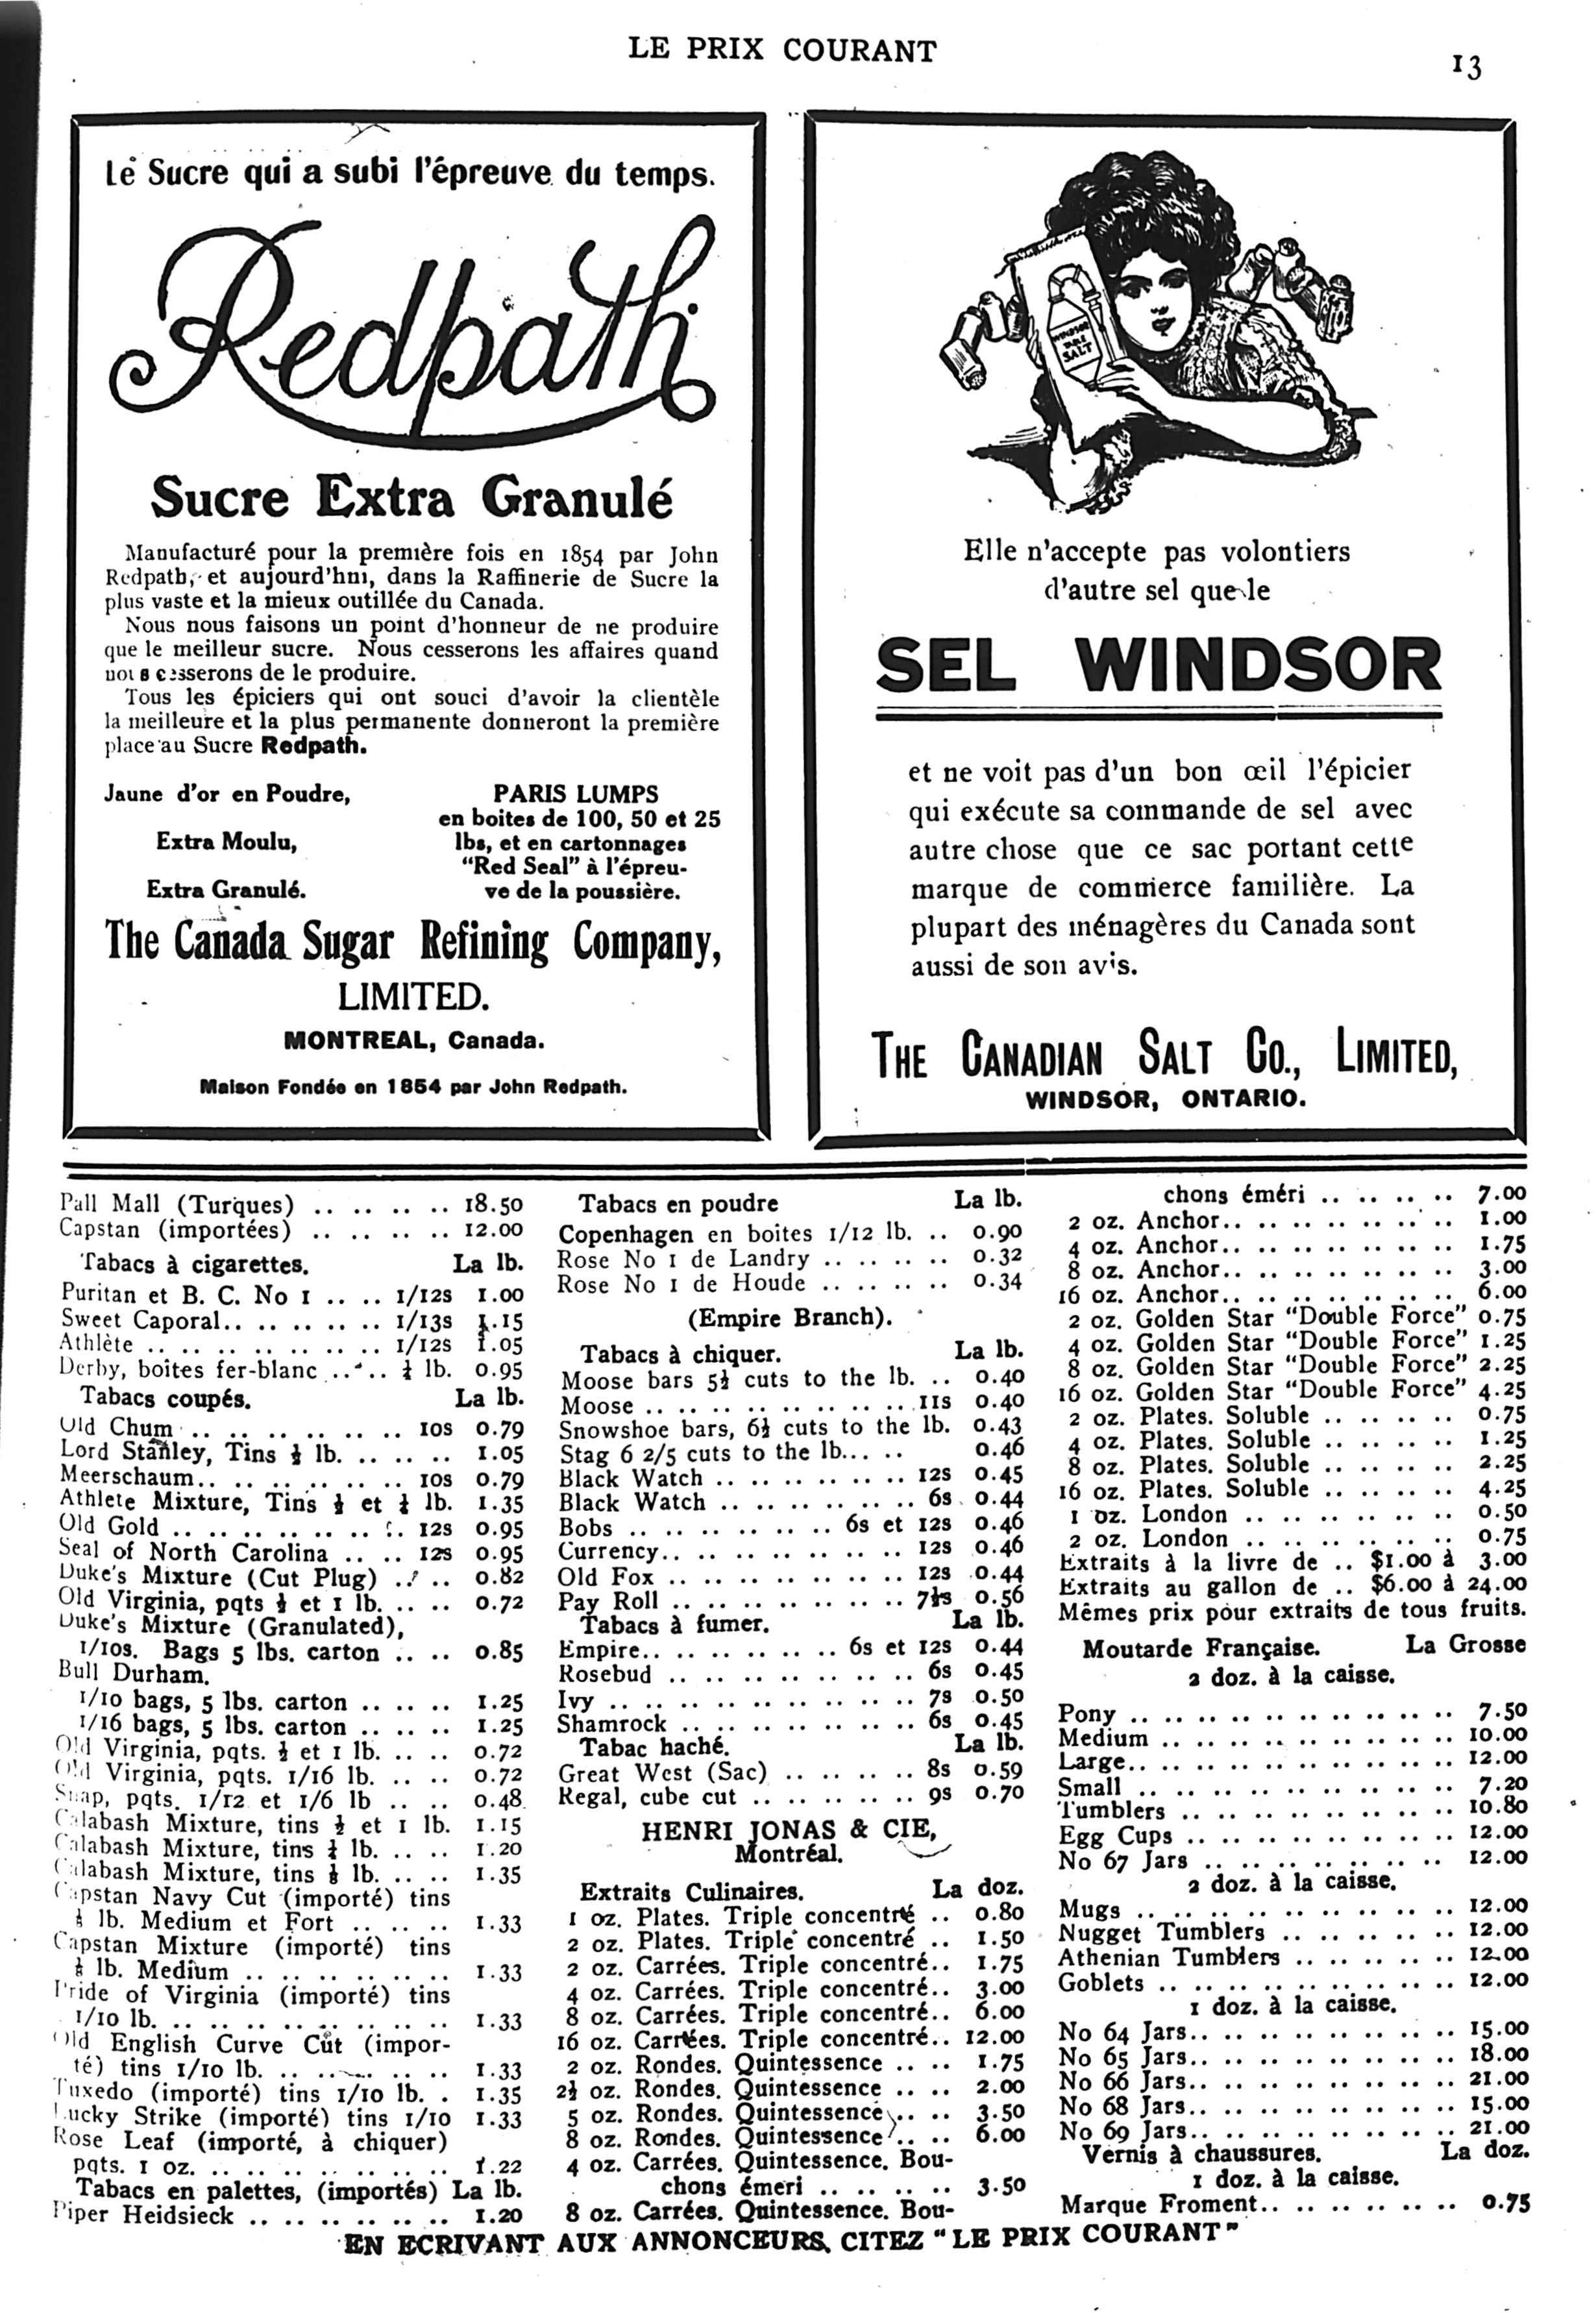 LE PRIX COURANT
13
Le Sucre qui a subi l'épreuve du temps.
Redpath
Sucre Extra Granulé
Manufacturé pour la première fois en 1854 par John
Redpath, et aujourd'hui, dans la Raffinerie de Sucre la
plus vaste et la mieux outillée du Canada.
Nous nous faisons un point d'honneur de ne produire
que le meilleur sucre. Nous cesserons les affaires quand
nous cesserons de le produire.
Tous les épiciers qui ont souci d'avoir la clientèle
la meilleure et la plus permanente donneront la première
place au Sucre Redpath.
Jaune d'or en Poudre,
Extra Moulu,
Extra Granulé.
PARIS LUMPS
en boites de 100, 50 et 25
lbs, et en cartonnages
"Red Seal" à l'épreu-
ve de la poussière.
The Canada Sugar Refining Company,
LIMITED.
MONTREAL, Canada.
Maison Fondée en 1854 par John Redpath.
WINDSOR
TABLE
SALT
Elle n'accepte pas volontiers
d'autre sel que le
SEL WINDSOR
et ne voit pas d'un bon œil l'épicier
qui exécute sa commande de sel avec
autre chose que ce sac portant cette
marque de commerce familière. La
plupart des ménagères du Canada sont
aussi de son avis.
THE CANADIAN SALT CO., LIMITED,
WINDSOR, ONTARIO.
Pall Mall (Turques) .. .. .. .. .. 18.50
Capstan (importées) .. .. .. .. .. 12.00
Tabacs à cigarettes. La lb.
Puritan et B. C. No 1 .. .. 1/12s 1.00
Sweet Caporal.. .. .. .. .. 1/13s 1.15
Athlète .. .. .. .. .. .. .. 1/12s 1.05
Derby, boîtes fer-blanc .. .. ¼ lb. 0.95
Tabacs coupés. La lb.
Old Chum .. .. .. .. .. .. .. 10s 0.79
Lord Stanley, Tins ½ lb. .. .. .. 1.05
Meerschaum.. .. .. .. .. .. 10s 0.79
Athlete Mixture, Tins ½ et ¼ lb. 1.35
Old Gold .. .. .. .. .. .. .. 12s 0.95
Seal of North Carolina .. .. 12s 0.95
Duke's Mixture (Cut Plug) .. .. 0.82
Old Virginia, pqts ½ et 1 lb. .. .. 0.72
Duke's Mixture (Granulated),
1/10s. Bags 5 lbs. carton .. .. 0.85
Bull Durham.
1/10 bags, 5 lbs. carton .. .. .. 1.25
1/16 bags, 5 lbs. carton .. .. .. 1.25
Old Virginia, pqts. ½ et 1 lb. .. .. 0.72
Old Virginia, pqts. 1/16 lb. .. .. 0.72
Snap, pqts. 1/12 et 1/6 lb .. .. 0.48
Calabash Mixture, tins ½ et 1 lb. 1.15
Calabash Mixture, tins ¼ lb. .. .. 1.20
Calabash Mixture, tins ⅛ lb. .. .. 1.35
Capstan Navy Cut (importé) tins
¼ lb. Medium et Fort .. .. .. 1.33
Capstan Mixture (importé) tins
¼ lb. Medium .. .. .. .. .. .. 1.33
Pride of Virginia (importé) tins
1/10 lb. .. .. .. .. .. .. .. .. 1.33
Old English Curve Cut (impor-
té) tins 1/10 lb. .. .. .. .. .. 1.33
Tuxedo (importé) tins 1/10 lb. . 1.35
Lucky Strike (importé) tins 1/10 1.33
Rose Leaf (importé, à chiquer)
pqts. 1 oz. .. .. .. .. .. .. .. 1.22
Tabacs en palettes, (importés) La lb.
Piper Heidsieck .. .. .. .. .. .. 1.20
Tabacs en poudre La lb.
Copenhagen en boites 1/12 lb. .. 0.90
Rose No 1 de Landry .. .. .. .. 0.32
Rose No 1 de Houde .. .. .. .. 0.34
(Empire Branch).
Tabacs à chiquer. La lb.
Moose bars 5½ cuts to the lb. .. 0.40
Moose .. .. .. .. .. .. .. .. 11s 0.40
Snowshoe bars, 6½ cuts to the lb. 0.43
Stag 6 2/5 cuts to the lb... .. 0.46
Black Watch .. .. .. .. .. .. 12s 0.45
Black Watch .. .. .. .. .. .. 6s 0.44
Bobs .. .. .. .. .. .. 6s et 12s 0.46
Currency.. .. .. .. .. .. .. 12s 0.46
Old Fox .. .. .. .. .. .. .. 12s 0.44
Pay Roll .. .. .. .. .. .. .. 7½s 0.56
Tabacs à fumer. La lb.
Empire.. .. .. .. .. .. 6s et 12s 0.44
Rosebud .. .. .. .. .. .. .. 6s 0.45
Ivy .. .. .. .. .. .. .. .. .. 7s 0.50
Shamrock .. .. .. .. .. .. .. 6s 0.45
Tabac haché. La lb.
Great West (Sac) .. .. .. .. .. 8s 0.59
Regal, cube cut .. .. .. .. .. 9s 0.70
HENRI JONAS & CIE,
Montréal.
Extraits Culinaires. La doz.
1 oz. Plates. Triple concentré .. 0.80
2 oz. Plates. Triple concentré .. 1.50
2 oz. Carrées. Triple concentré.. 1.75
4 oz. Carrées. Triple concentré.. 3.00
8 oz. Carrées. Triple concentré.. 6.00
16 oz. Carrées. Triple concentré.. 12.00
2 oz. Rondes. Quintessence .. .. 1.75
2½ oz. Rondes. Quintessence .. .. 2.00
5 oz. Rondes. Quintessence .. .. 3.50
8 oz. Rondes. Quintessence .. .. 6.00
4 oz. Carrées. Quintessence. Bou-
chons émeri .. .. .. .. .. 3.50
8 oz. Carrées. Quintessence. Bou-
chons éméri .. .. .. .. .. 7.00
2 oz. Anchor.. .. .. .. .. .. .. 1.00
4 oz. Anchor.. .. .. .. .. .. .. 1.75
8 oz. Anchor.. .. .. .. .. .. .. 3.00
16 oz. Anchor.. .. .. .. .. .. .. 6.00
2 oz. Golden Star "Double Force" 0.75
4 oz. Golden Star "Double Force" 1.25
8 oz. Golden Star "Double Force" 2.25
16 oz. Golden Star "Double Force" 4.25
2 oz. Plates. Soluble .. .. .. .. 0.75
4 oz. Plates. Soluble .. .. .. .. 1.25
8 oz. Plates. Soluble .. .. .. .. 2.25
16 oz. Plates. Soluble .. .. .. .. 4.25
1 oz. London .. .. .. .. .. .. 0.50
2 oz. London .. .. .. .. .. .. 0.75
Extraits à la livre de .. $1.00 à 3.00
Extraits au gallon de .. $6.00 à 24.00
Mêmes prix pour extraits de tous fruits.
Moutarde Française. La Grosse
2 doz. à la caisse.
Pony .. .. .. .. .. .. .. .. .. 7.50
Medium .. .. .. .. .. .. .. .. 10.00
Large.. .. .. .. .. .. .. .. .. 12.00
Small .. .. .. .. .. .. .. .. .. 7.20
Tumblers .. .. .. .. .. .. .. .. 10.80
Egg Cups .. .. .. .. .. .. .. .. 12.00
No 67 Jars .. .. .. .. .. .. .. 12.00
2 doz. à la caisse.
Mugs .. .. .. .. .. .. .. .. .. 12.00
Nugget Tumblers .. .. .. .. .. 12.00
Athenian Tumblers .. .. .. .. .. 12.00
Goblets .. .. .. .. .. .. .. .. 12.00
1 doz. à la caisse.
No 64 Jars.. .. .. .. .. .. .. .. 15.00
No 65 Jars.. .. .. .. .. .. .. .. 18.00
No 66 Jars.. .. .. .. .. .. .. .. 21.00
No 68 Jars.. .. .. .. .. .. .. .. 15.00
No 69 Jars.. .. .. .. .. .. .. .. 21.00
Vernis à chaussures. La doz.
1 doz. à la caisse.
Marque Froment.. .. .. .. .. .. 0.75
EN ECRIVANT AUX ANNONCEURS, CITEZ "LE PRIX COURANT"